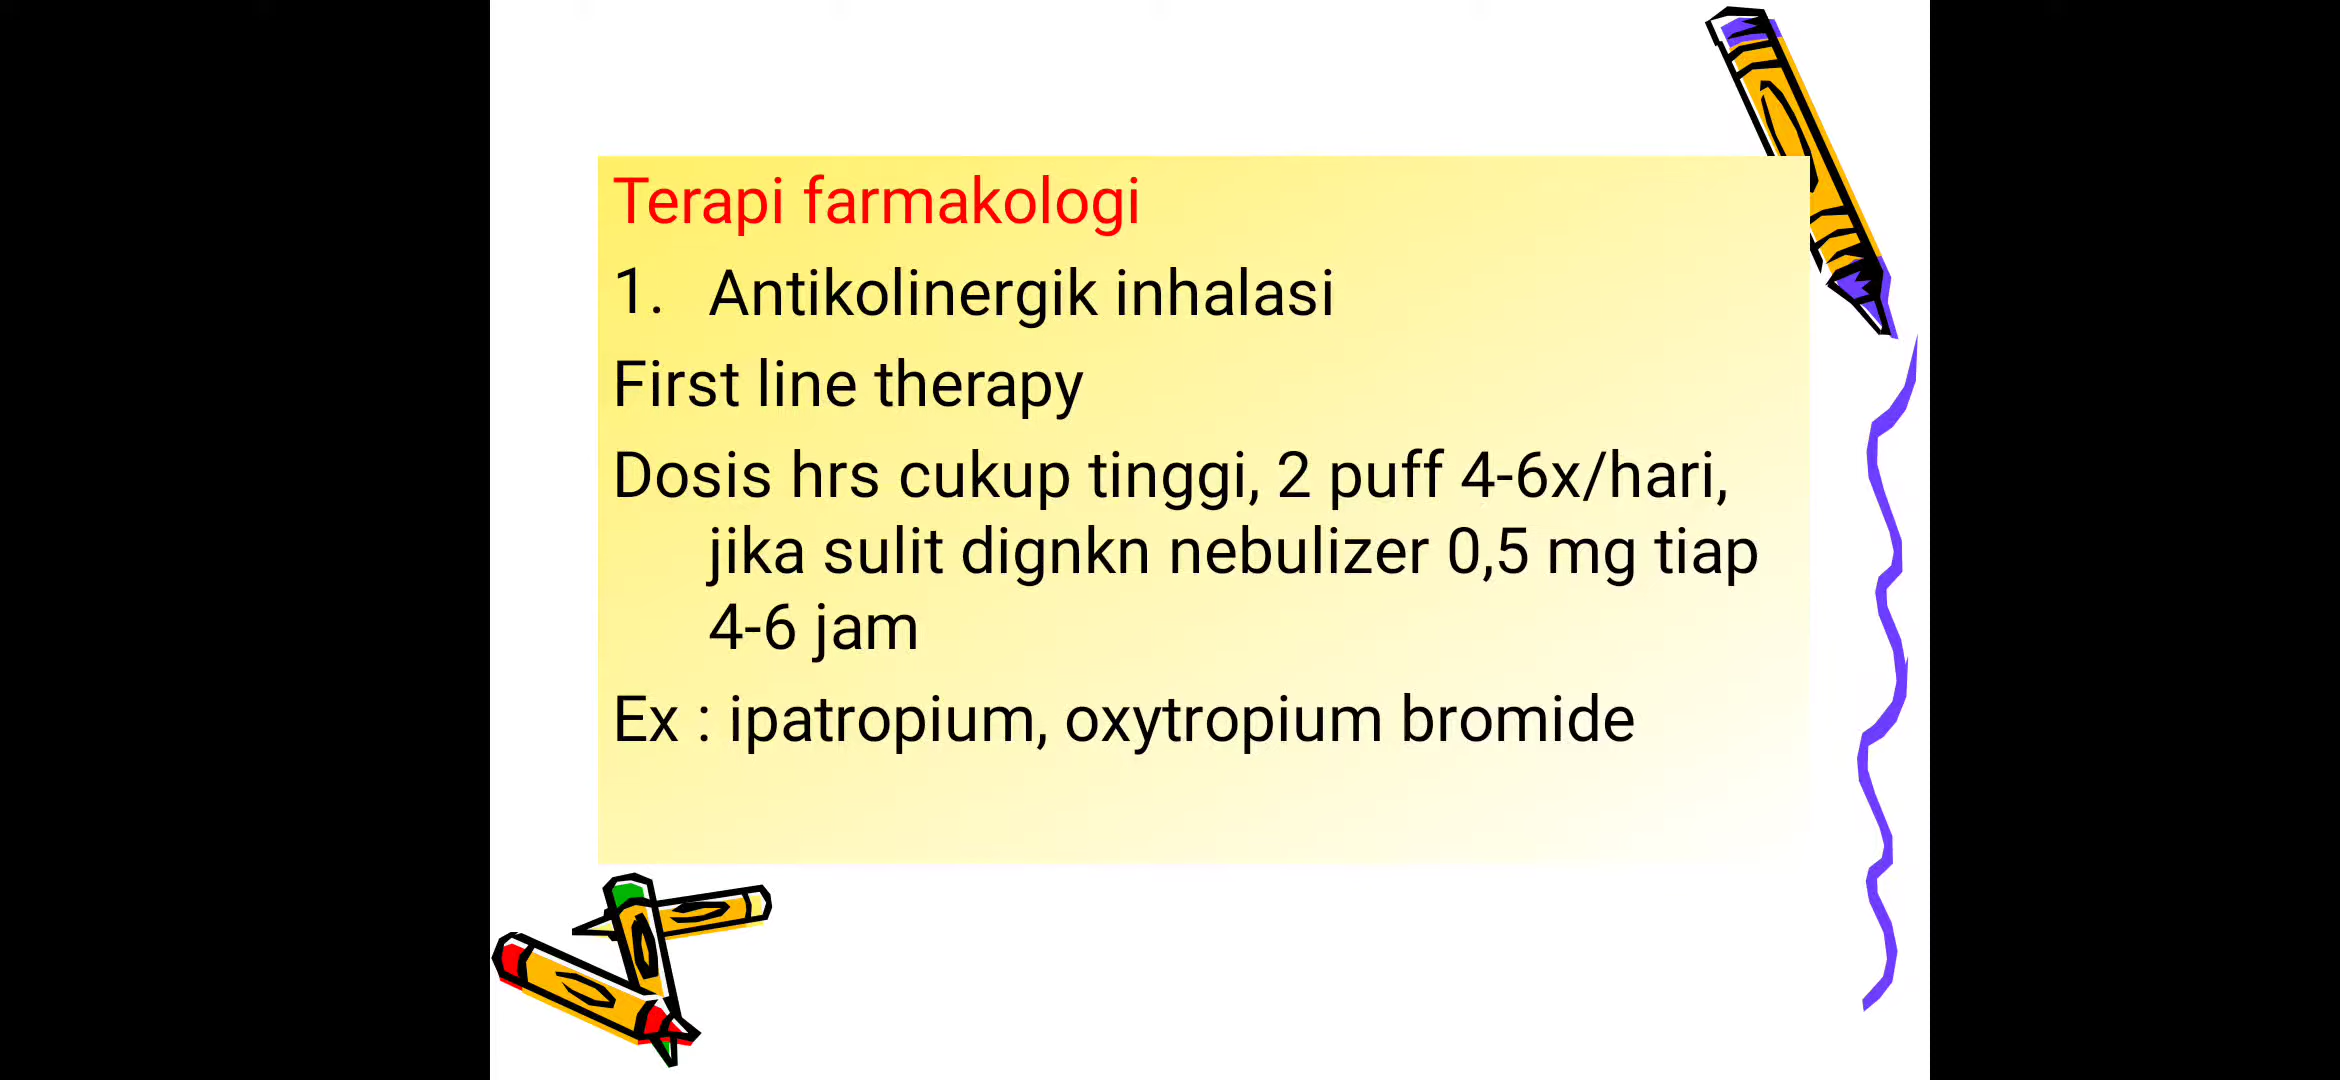 Terapi farmakologi
1. Antikolinergik inhalasi
First line therapy
Dosis hrs cukup tinggi, 2 puff 4-6x/hari,
jika sulit dignkn nebulizer 0,5 mg tiap
4-6 jam
Ex : ipatropium, oxytropium bromide